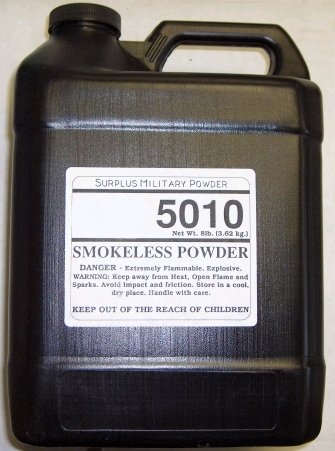 SURPLUS MILITARY POWDER
5010
Net Wt. 8lb. (3.62 kg.)
SMOKELESS POWDER
DANGER - Extremely Flammable. Explosive.
WARNING: Keep away from Heat, Open Flame and
Sparks. Avoid Impact and friction. Store in a cool,
dry place. Handle with care.
KEEP OUT OF THE REACH OF CHILDREN